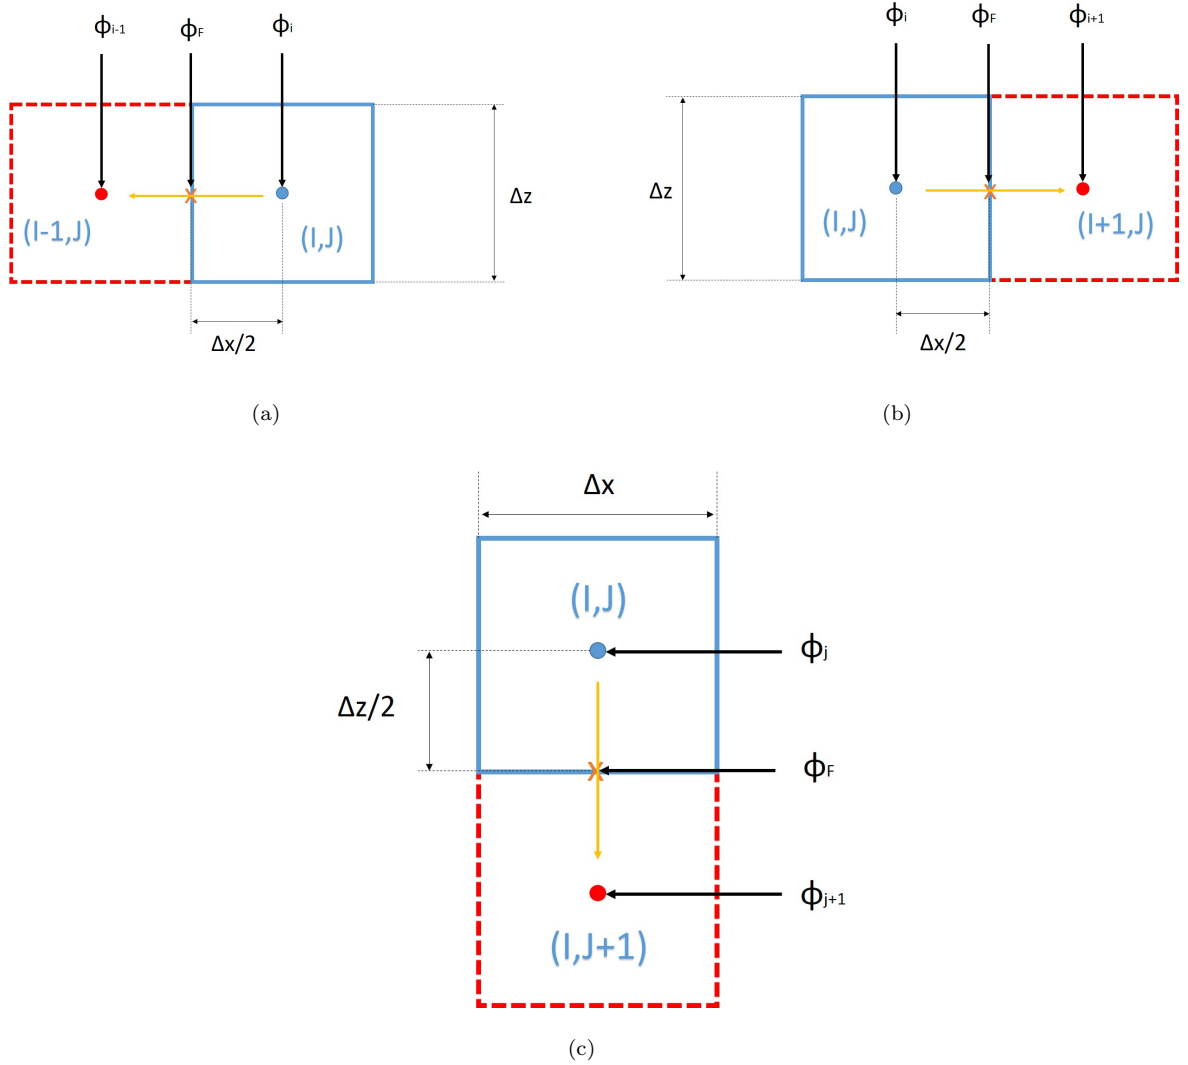 ϕi-1 ϕF ϕi
Δz
(I-1,J) (I,J)
Δx/2
(a)
ϕi ϕF ϕi+1
Δz
(I,J) (I+1,J)
Δx/2
(b)
Δx
(I,J)
ϕj
Δz/2
ϕF
ϕj+1
(I,J+1)
(c)